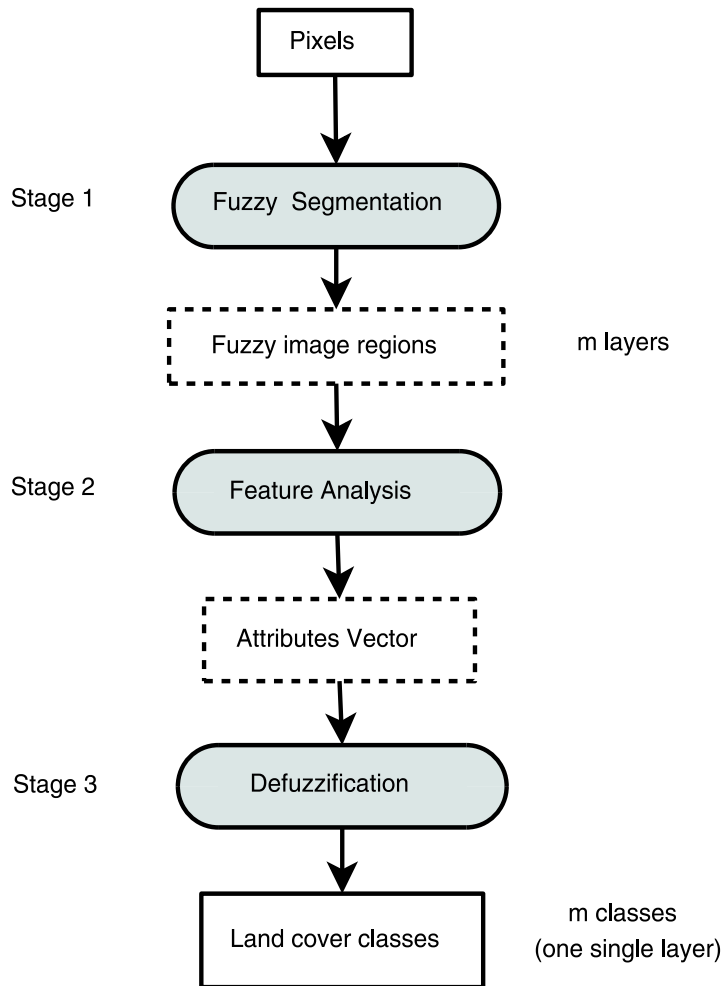 Pixels
Stage 1
Fuzzy Segmentation
Fuzzy image regions
m layers
Stage 2
Feature Analysis
Attributes Vector
Stage 3
Defuzzification
Land cover classes
m classes
(one single layer)